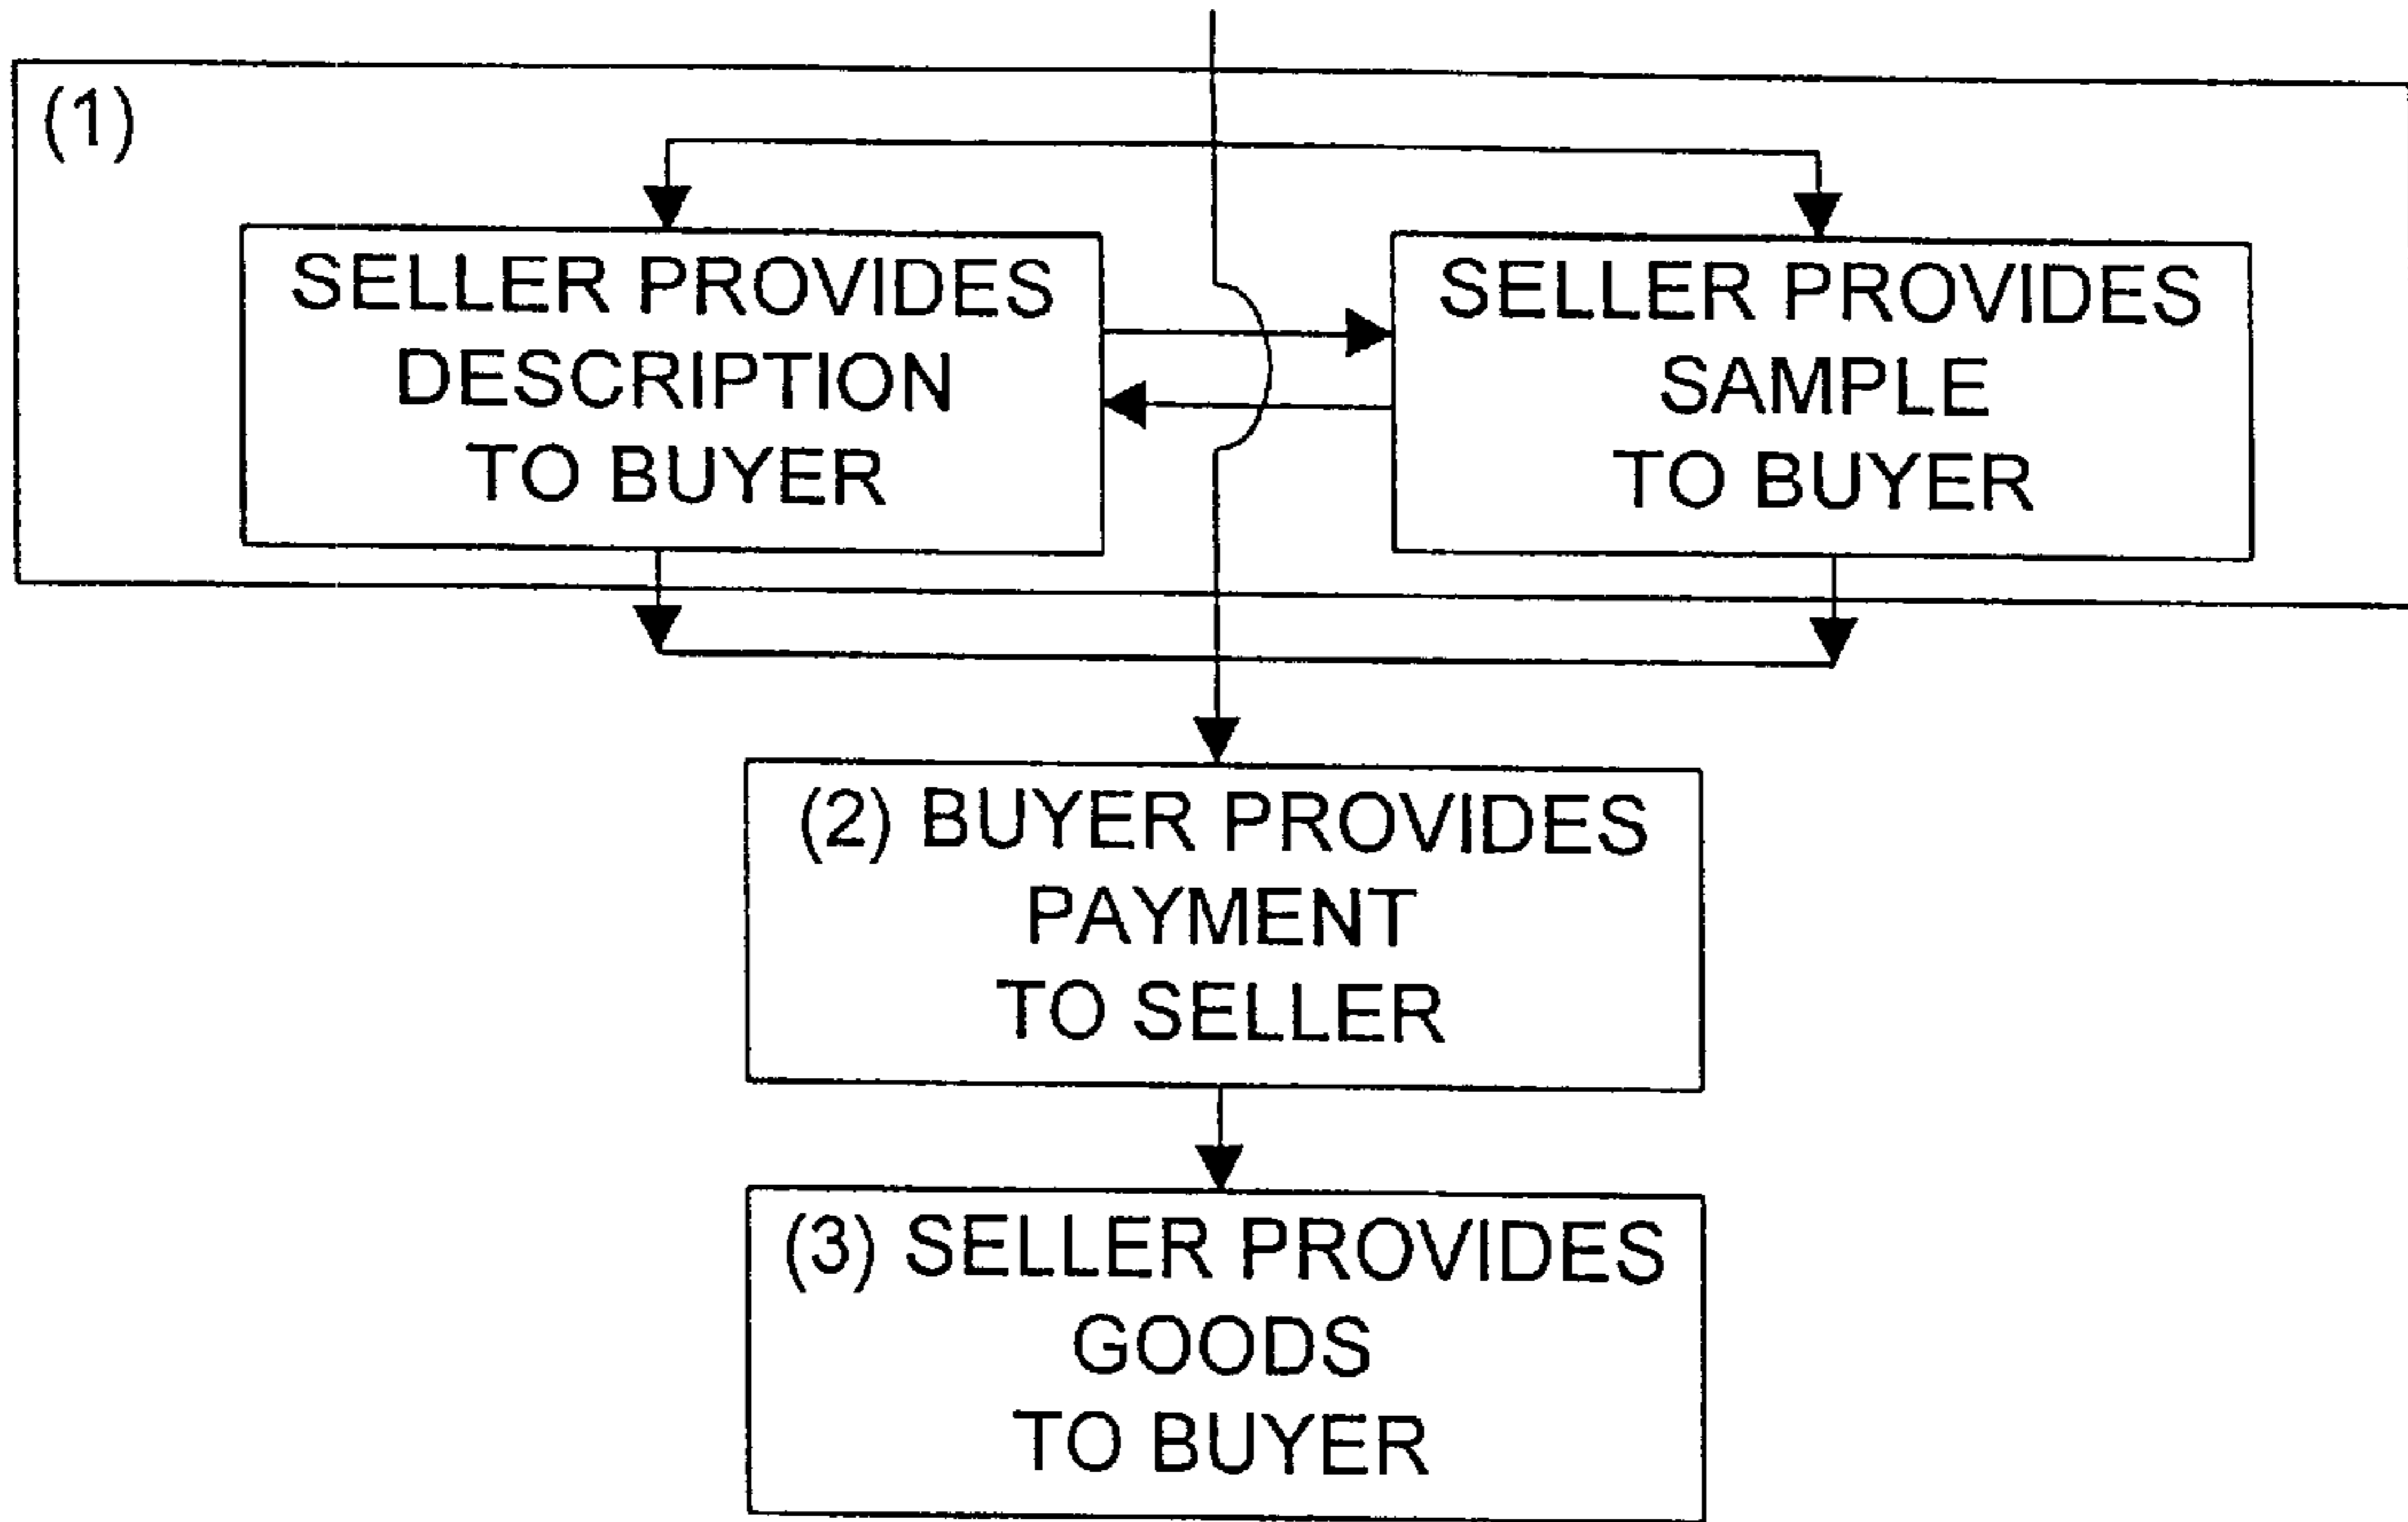 (1)
SELLER PROVIDES
DESCRIPTION
TO BUYER
SELLER PROVIDES
SAMPLE
TO BUYER
(2) BUYER PROVIDES
PAYMENT
TO SELLER
(3) SELLER PROVIDES
GOODS
TO BUYER